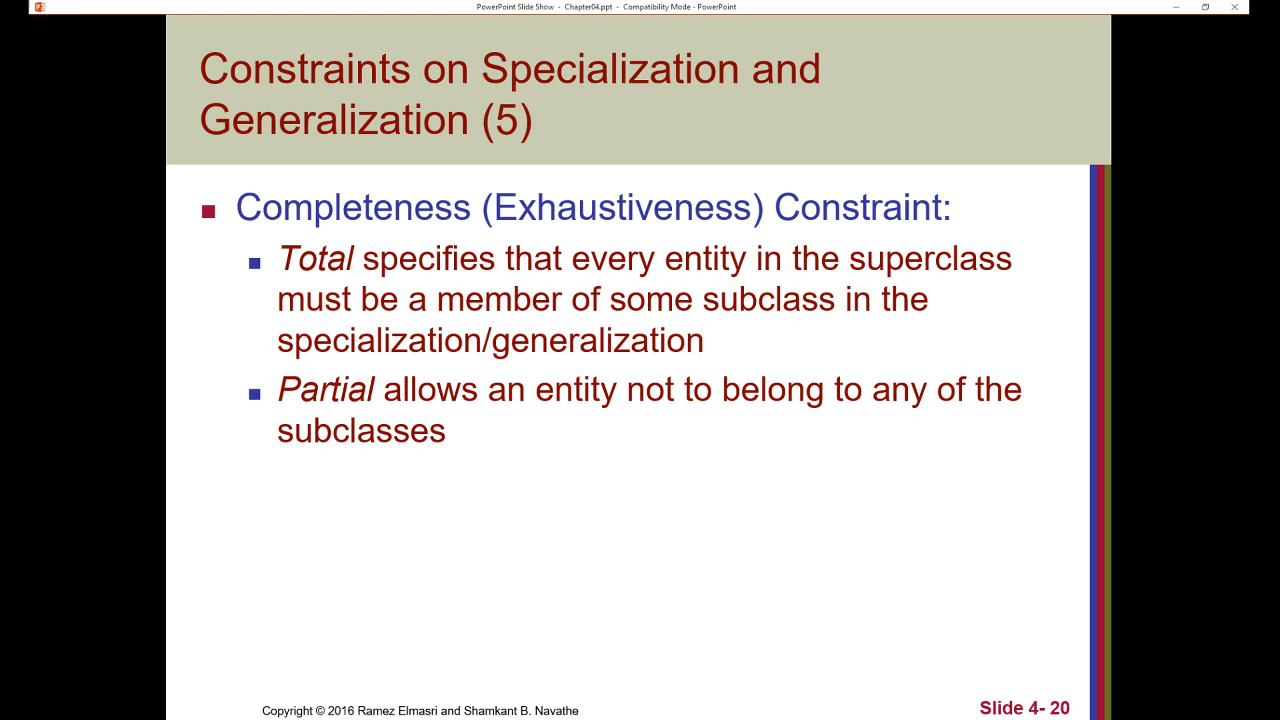 PowerPoint Slide Show - Chapter04.ppt - Compatibility Mode - PowerPoint
Constraints on Specialization and
Generalization (5)
Completeness (Exhaustiveness) Constraint:
Total specifies that every entity in the superclass
must be a member of some subclass in the
specialization/generalization
Partial allows an entity not to belong to any of the
subclasses
Copyright © 2016 Ramez Elmasri and Shamkant B. Navathe
Slide 4- 20